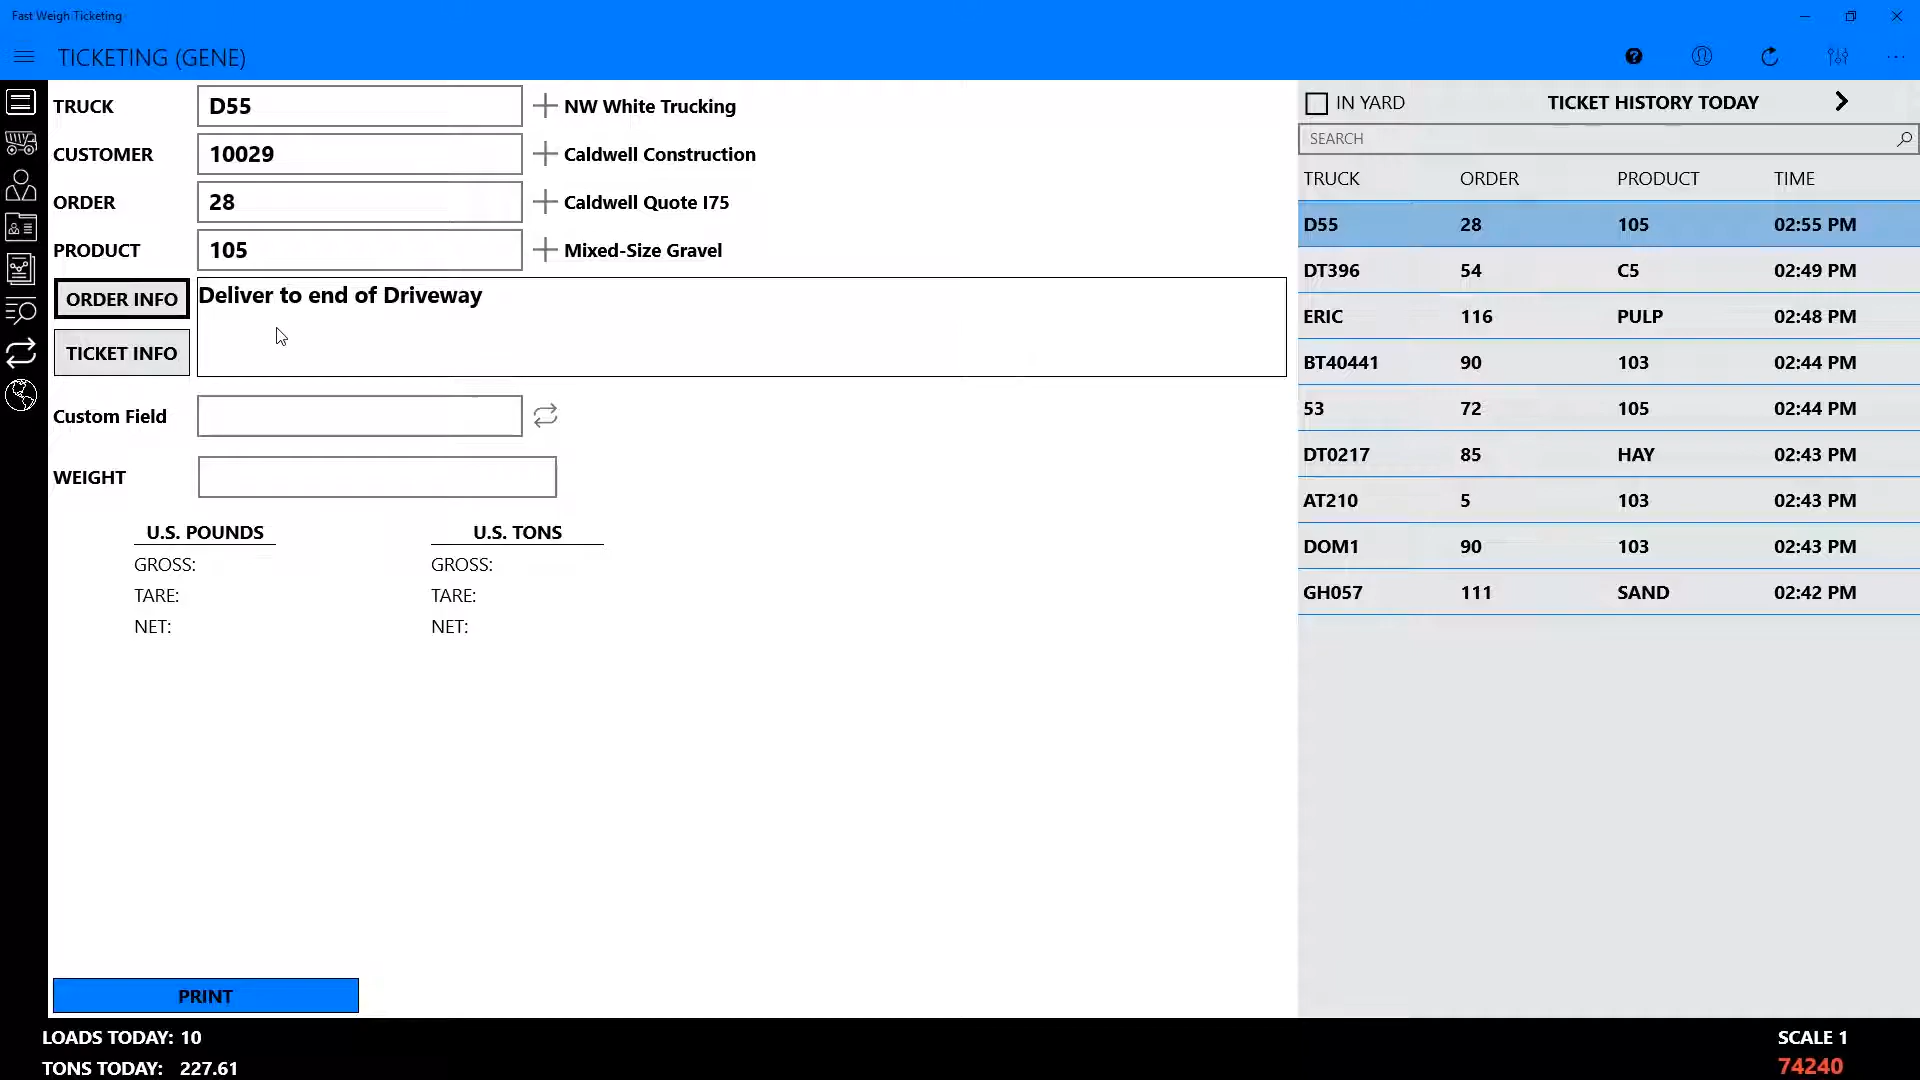 Fast Weigh Ticketing
TICKETING (GENE)
TRUCK D55 NW White Trucking
CUSTOMER 10029 Caldwell Construction
ORDER 28 Caldwell Quote I75
PRODUCT 105 Mixed-Size Gravel
ORDER INFO Deliver to end of Driveway
TICKET INFO
Custom Field
WEIGHT
U.S. POUNDS U.S. TONS
GROSS: GROSS:
TARE: TARE:
NET: NET:
PRINT
IN YARD TICKET HISTORY TODAY
SEARCH
TRUCK ORDER PRODUCT TIME
D55 28 105 02:55 PM
DT396 54 C5 02:49 PM
ERIC 116 PULP 02:48 PM
BT40441 90 103 02:44 PM
53 72 105 02:44 PM
DT0217 85 HAY 02:43 PM
AT210 5 103 02:43 PM
DOM1 90 103 02:43 PM
GH057 111 SAND 02:42 PM
LOADS TODAY: 10 SCALE 1
TONS TODAY: 227.61 74240